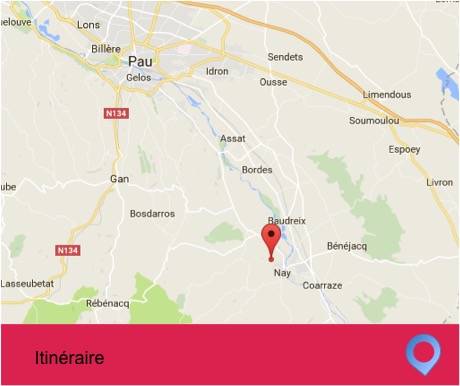 uelouve
Lons
Billère
Pau
Gelos
Idron
Sendets
Ousse
Limendous
N134
Soumoulou
Assat
Espoey
Bordes
ube
Gan
Livron
Bosdarros
Baudreix
N134
Bénéjacq
Nay
Lasseubetat
Coarraze
Rébénacq
Itinéraire